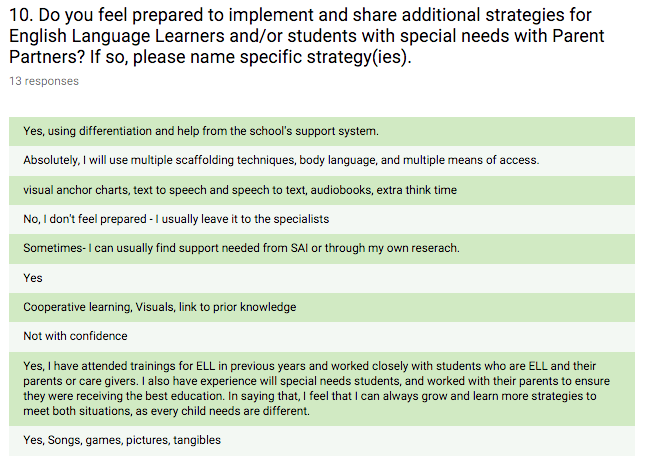 10. Do you feel prepared to implement and share additional strategies for
English Language Learners and/or students with special needs with Parent
Partners? If so, please name specific strategy(ies).
13 responses
Yes, using differentiation and help from the school's support system.
Absolutely, I will use multiple scaffolding techniques, body language, and multiple means of access.
visual anchor charts, text to speech and speech to text, audiobooks, extra think time
No, I don't feel prepared - I usually leave it to the specialists
Sometimes- I can usually find support needed from SAI or through my own reserach.
Yes
Cooperative learning, Visuals, link to prior knowledge
Not with confidence
Yes, I have attended trainings for ELL in previous years and worked closely with students who are ELL and their
parents or care givers. I also have experience will special needs students, and worked with their parents to ensure
they were receiving the best education. In saying that, I feel that I can always grow and learn more strategies to
meet both situations, as every child needs are different.
Yes, Songs, games, pictures, tangibles